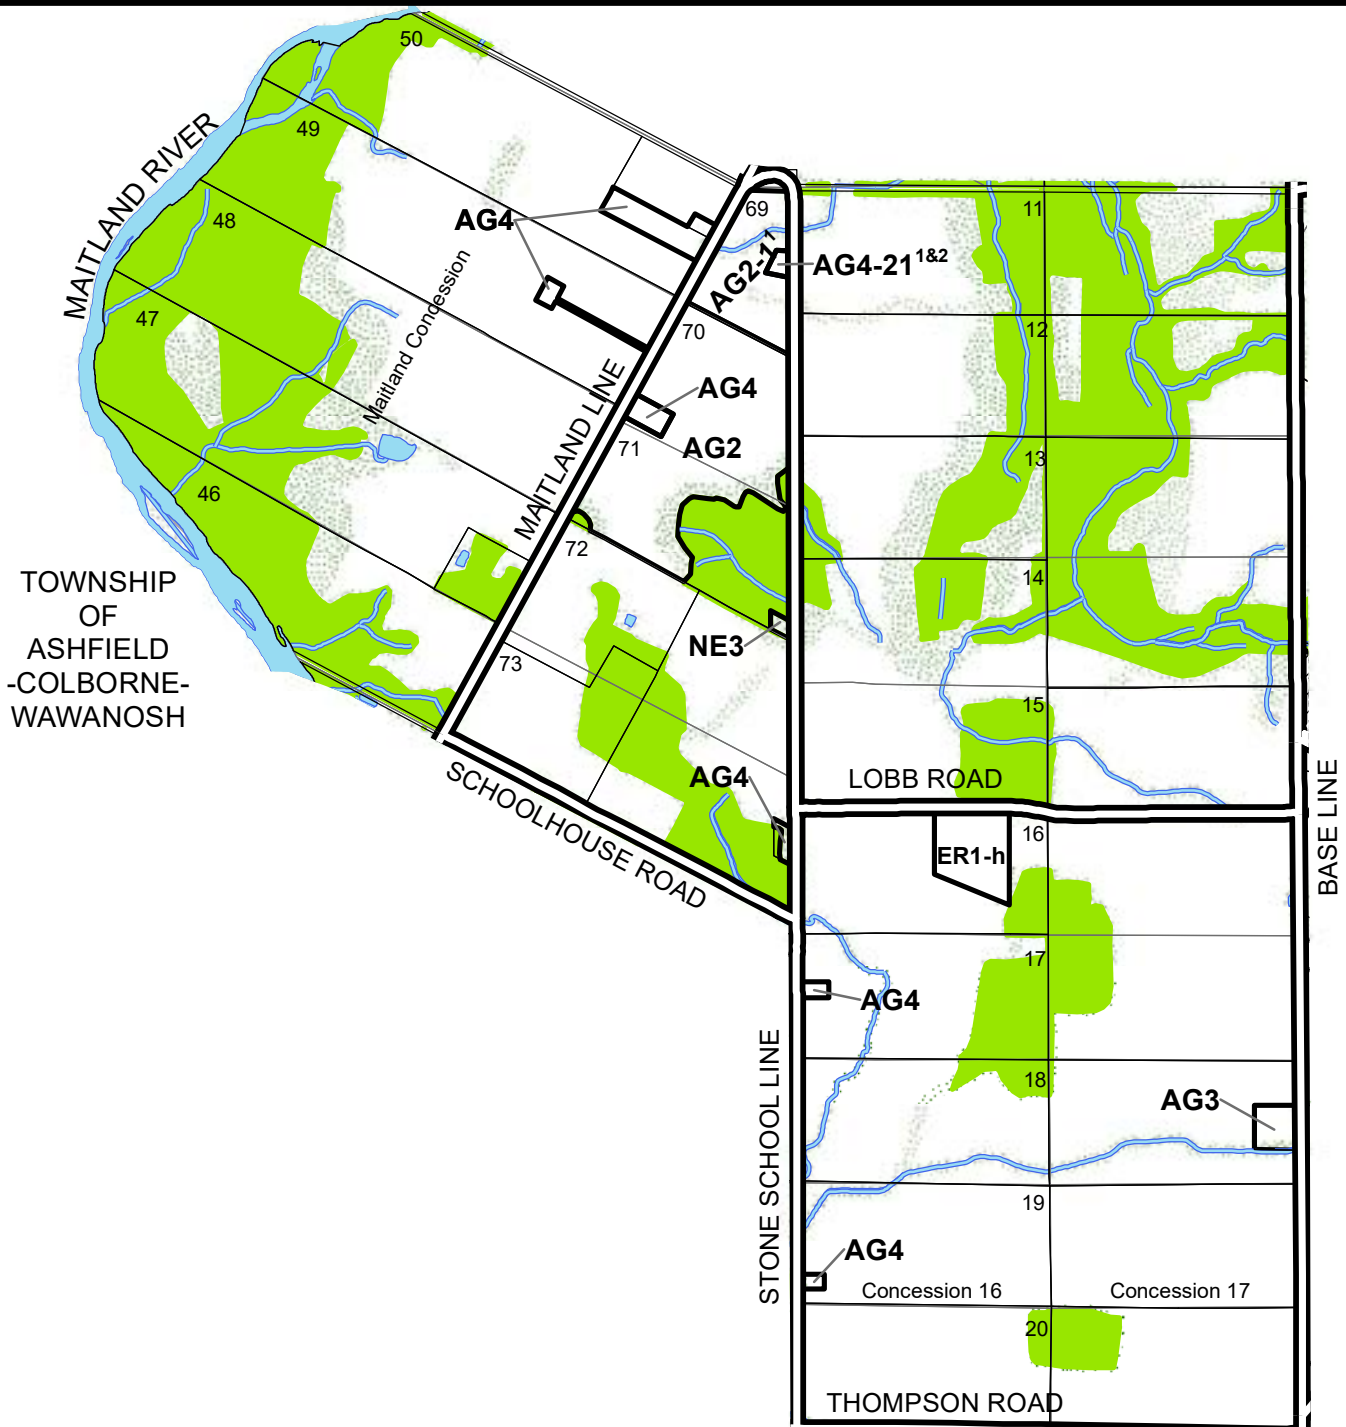 50
49
MAITLAND RIVER
48
47
46
AG4
Maitland Concession
69
AG2-1¹
AG4-21¹&²
11
12
70
MAITLAND LINE
AG4
71
AG2
13
72
14
NE3
73
TOWNSHIP
OF
ASHFIELD
-COLBORNE-
WAWANOSH
15
AG4
LOBB ROAD
SCHOOLHOUSE ROAD
BASE LINE
16
ER1-h
17
AG4
STONE SCHOOL LINE
18
AG3
19
AG4
Concession 16
Concession 17
20
THOMPSON ROAD